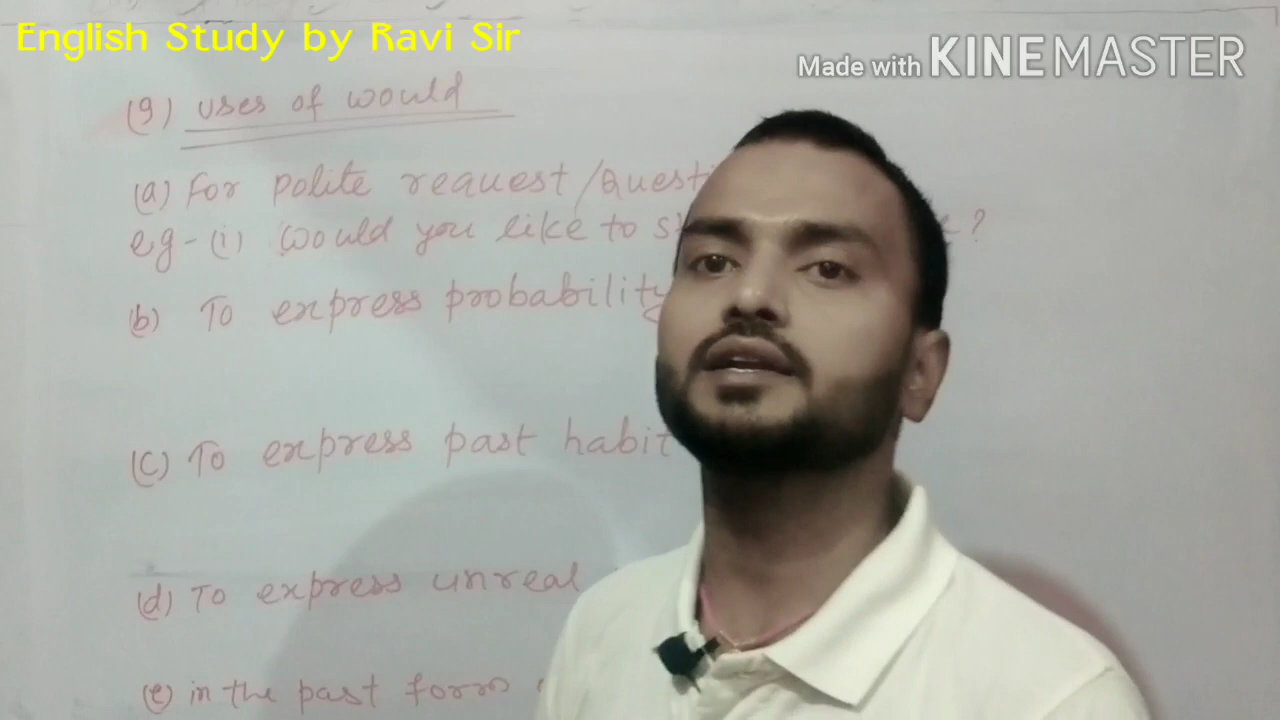 English Study by Ravi Sir
Made with KINEMASTER
(9) uses of would
(a) For polite request/Questi
eg-(i) Would you like to s ?
(b) To express probability
(c) To express past habit
(d) To express unreal
(e) in the past form